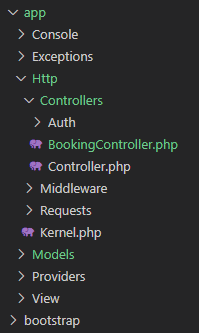 app
Console
Exceptions
Http
Controllers
Auth
BookingController.php
Controller.php
Middleware
Requests
Kernel.php
Models
Providers
View
bootstrap